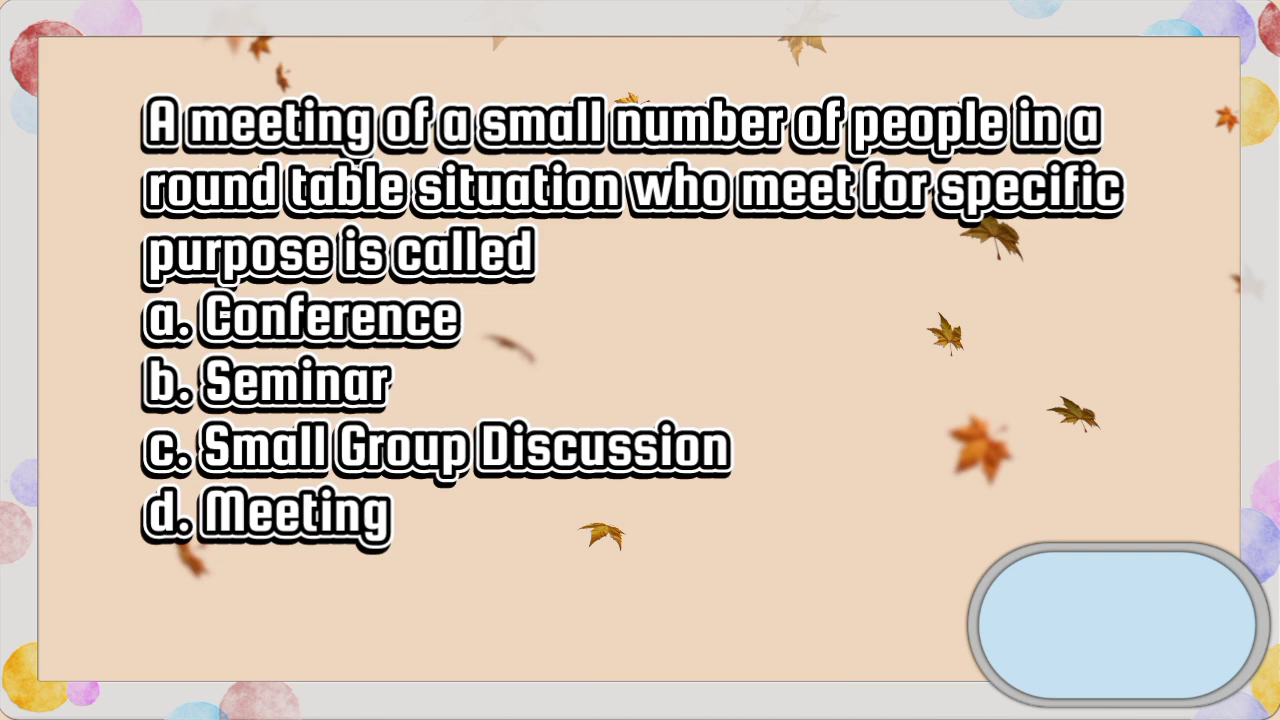 A meeting of a small number of people in a
round table situation who meet for specific
purpose is called
a. Conference
b. Seminar
c. Small Group Discussion
d. Meeting